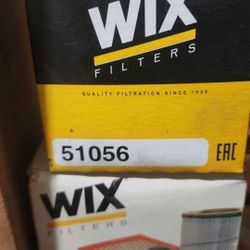 WIX
FILTERS
QUALITY FILTRATION SINCE 1939
51056
EAC
WIX
FILTERS